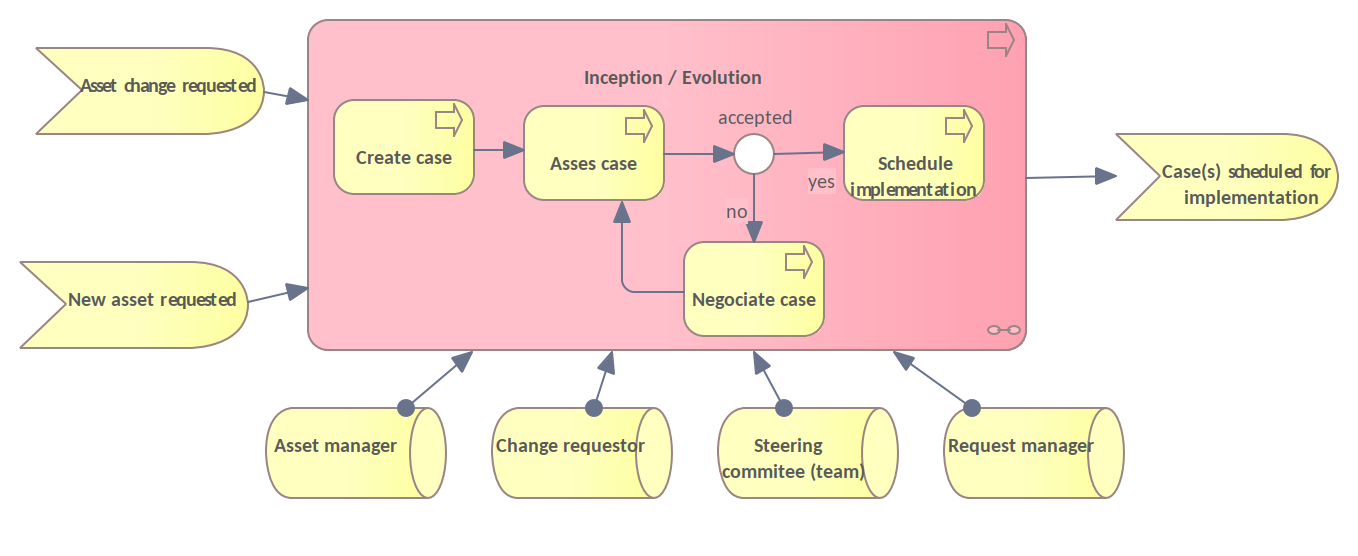 Asset change requested
Inception / Evolution
accepted
Create case
Asses case
Schedule
implementation
yes
Case(s) scheduled for
implementation
no
New asset requested
Negociate case
Asset manager
Change requestor
Steering
commitee (team)
Request manager